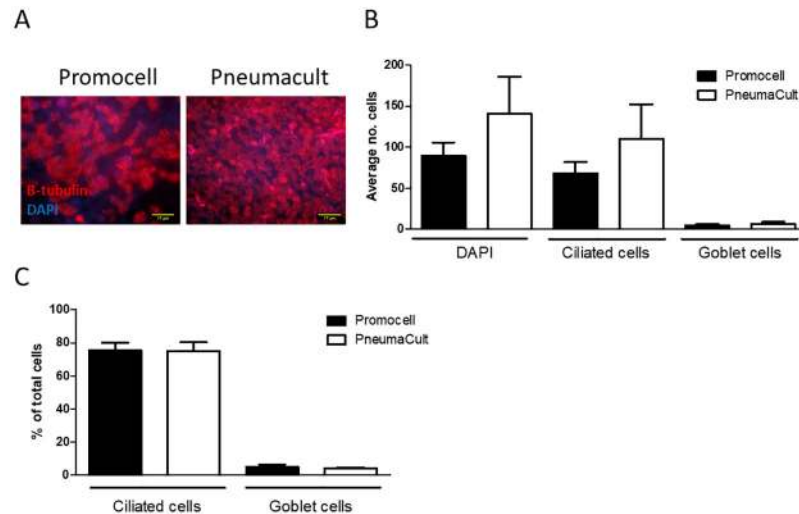 A
Promocell
Pneumacult
B-tubulin
DAPI
B
Average no. cells
200
150
100
50
0
Promocell
PneumaCult
DAPI
Ciliated cells
Goblet cells
C
% of total cells
100
80
60
40
20
0
Promocell
PneumaCult
Ciliated cells
Goblet cells